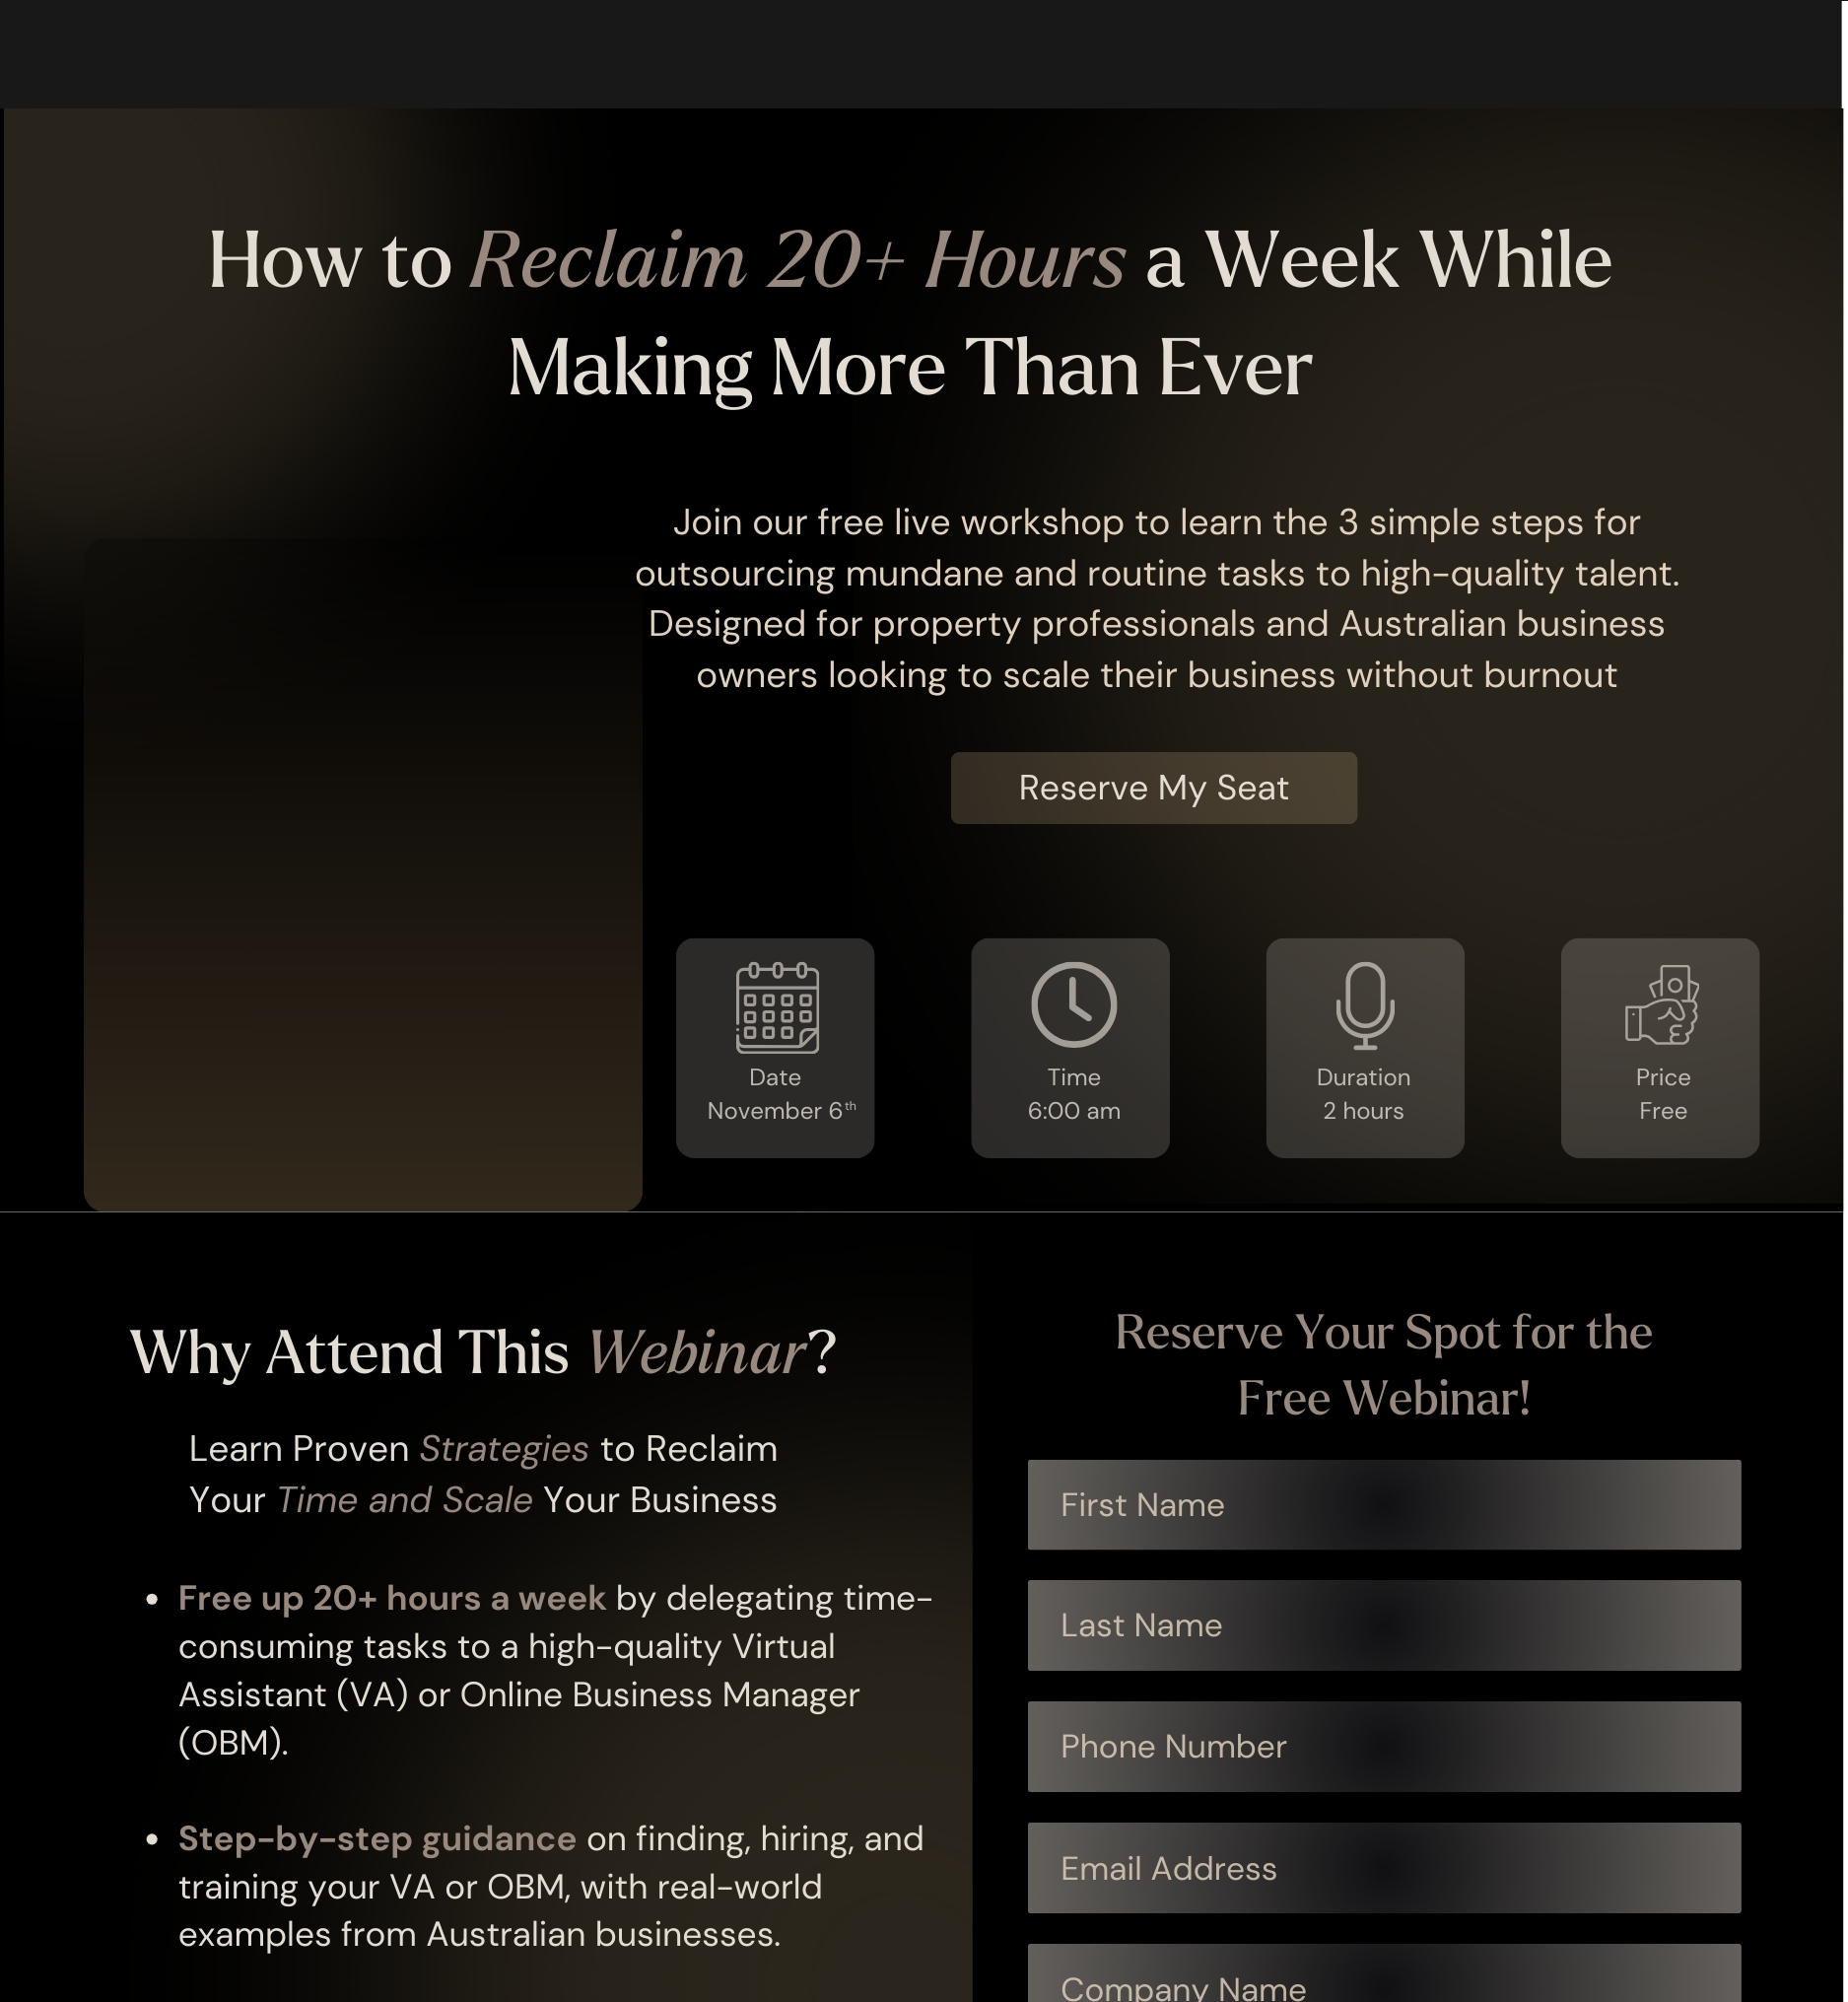 How to Reclaim 20+ Hours a Week While
Making More Than Ever
Join our free live workshop to learn the 3 simple steps for
outsourcing mundane and routine tasks to high-quality talent.
Designed for property professionals and Australian business
owners looking to scale their business without burnout
Reserve My Seat
Date
November 6th
Time
6:00 am
Duration
2 hours
Price
Free
Why Attend This Webinar?
Learn Proven Strategies to Reclaim
Your Time and Scale Your Business
• Free up 20+ hours a week by delegating time-
consuming tasks to a high-quality Virtual
Assistant (VA) or Online Business Manager
(OBM).
• Step-by-step guidance on finding, hiring, and
training your VA or OBM, with real-world
examples from Australian businesses.
Reserve Your Spot for the
Free Webinar!
First Name
Last Name
Phone Number
Email Address
Company Name